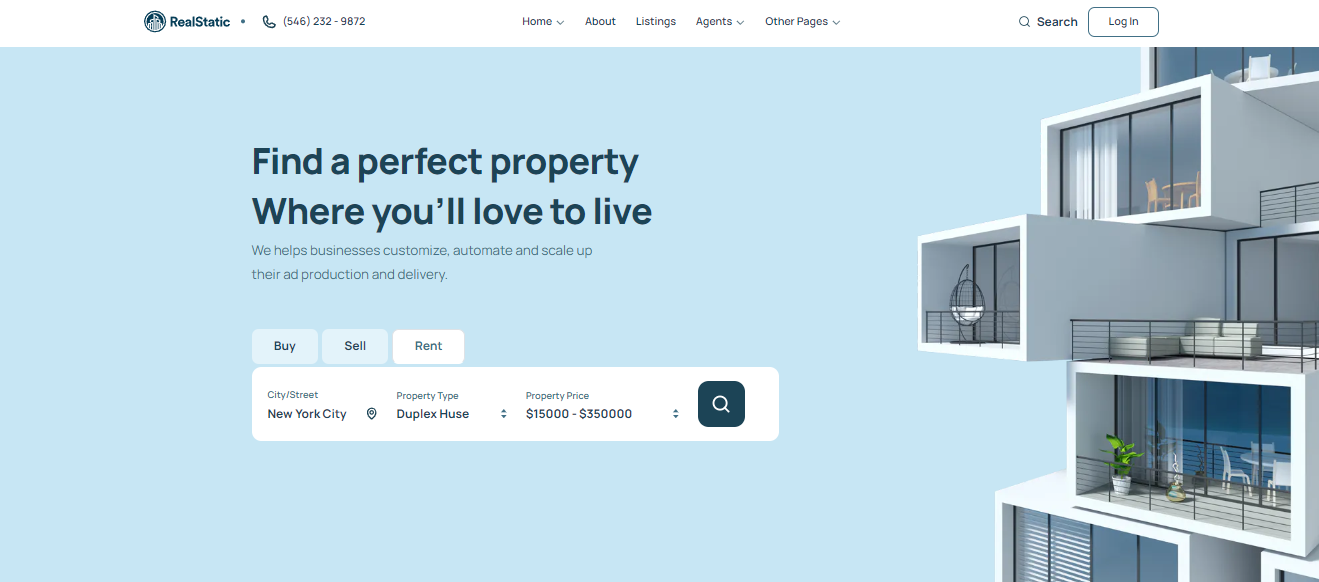 RealStatic
(546) 232 - 9872
Home
About
Listings
Agents
Other Pages
Search
Log In
Find a perfect property
Where you’ll love to live
We helps businesses customize, automate and scale up
their ad production and delivery.
Buy
Sell
Rent
City/Street
New York City
Property Type
Duplex Huse
Property Price
$15000 - $350000